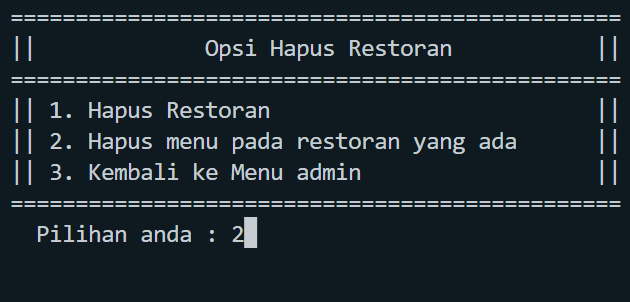 ===============================================
||             Opsi Hapus Restoran           ||
===============================================
|| 1. Hapus Restoran                         ||
|| 2. Hapus menu pada restoran yang ada      ||
|| 3. Kembali ke Menu admin                  ||
===============================================
  Pilihan anda : 2